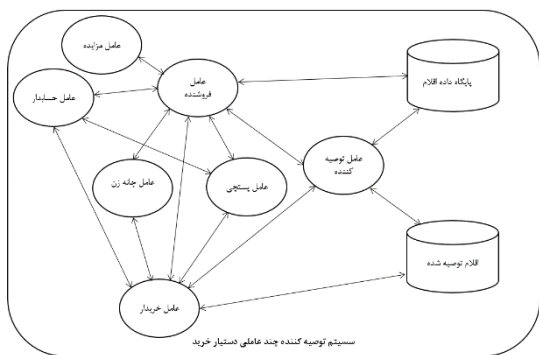 عامل مزایده
عامل
فروشنده
پایگاه داده اقلام
عامل حسابدار
عامل توصیه
کننده
عامل چانه زن
عامل پستچی
اقلام توصیه شده
عامل خریدار
سسیتم توصیه کننده چند عاملی دستیار خرید